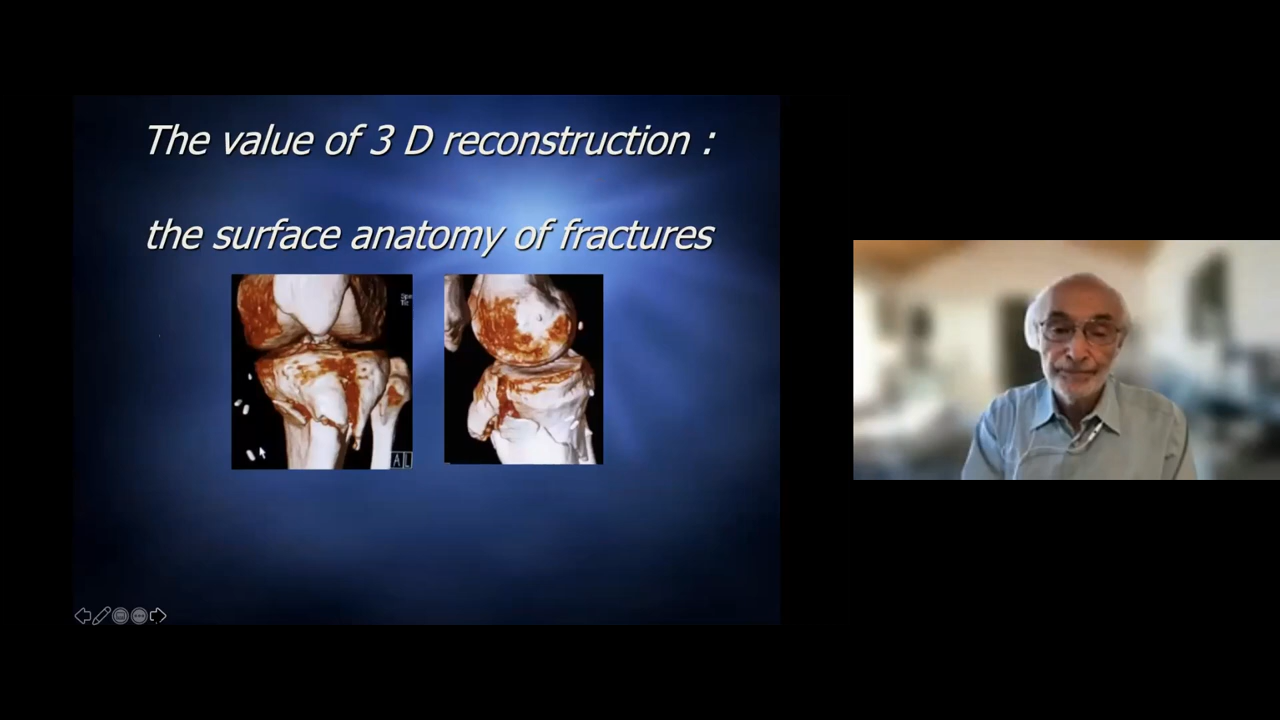 The value of 3 D reconstruction :
the surface anatomy of fractures
A L